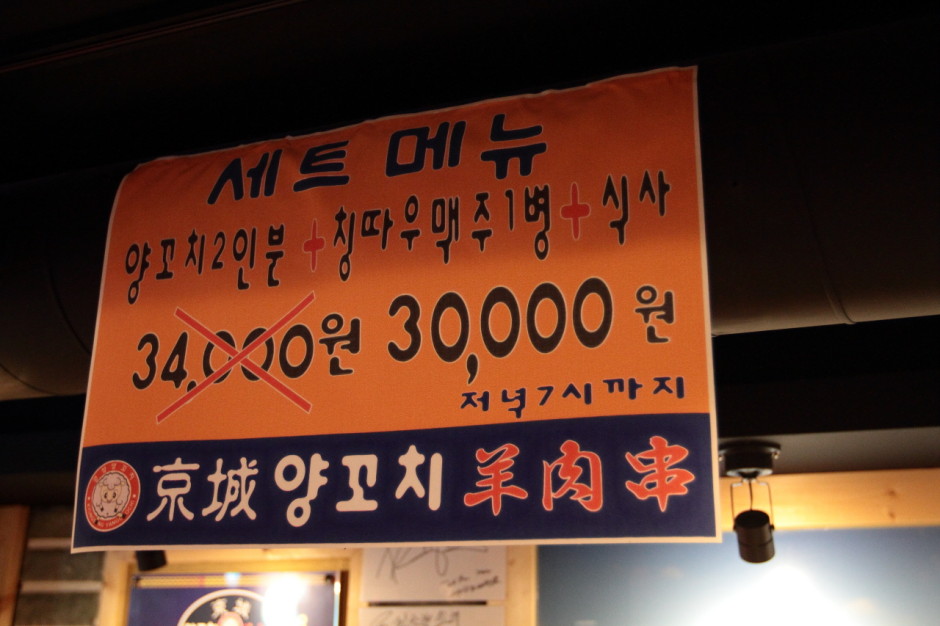 세트 메뉴
양꼬치2인분 + 칭따우맥주1병 + 식사
34,000원 30,000 원
저녁7시까지
京城 양꼬치 羊肉串
京城